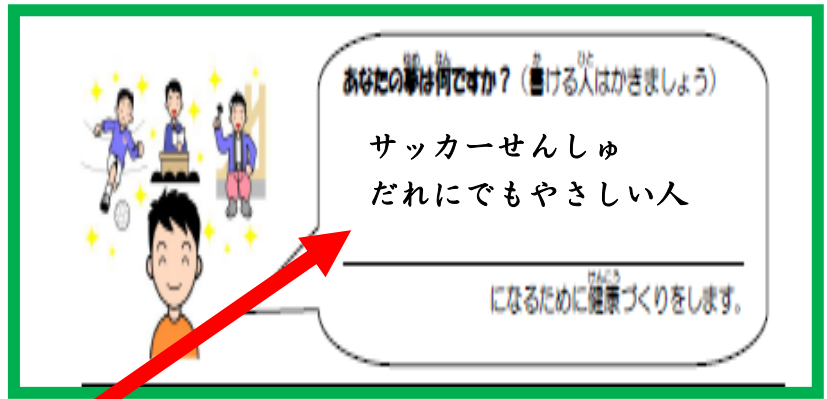 あなたの夢は何ですか?(書ける人はかきましょう)
サッカーせんしゅ
だれにでもやさしい人
になるために健康づくりをします。